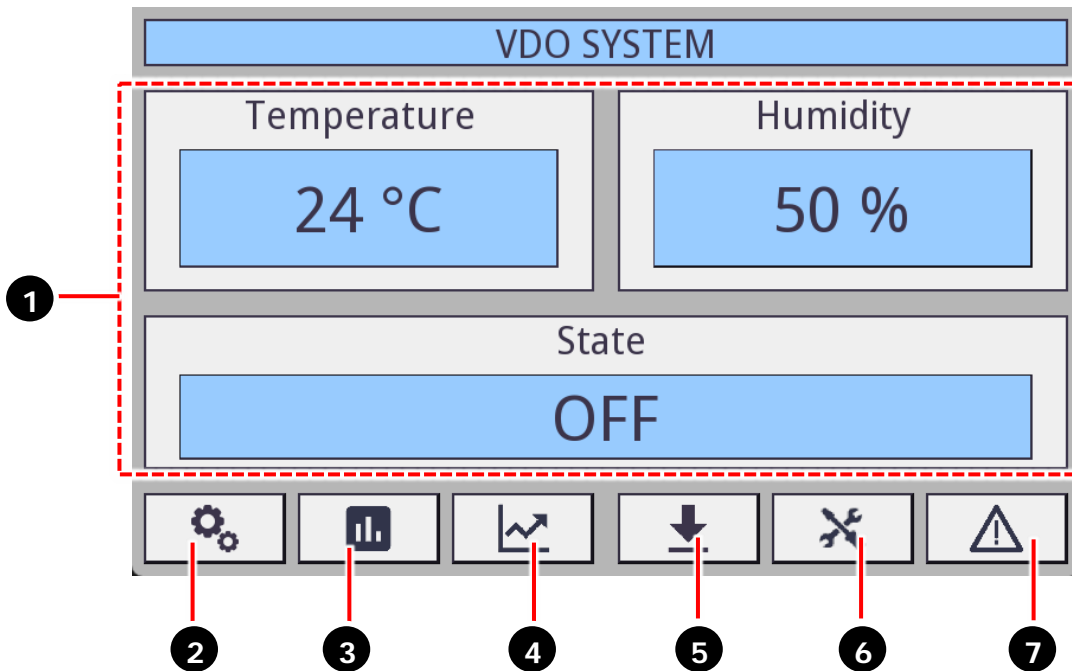 VDO SYSTEM
Temperature
Humidity
24 °C
50 %
1
State
OFF
2
3
4
5
6
7